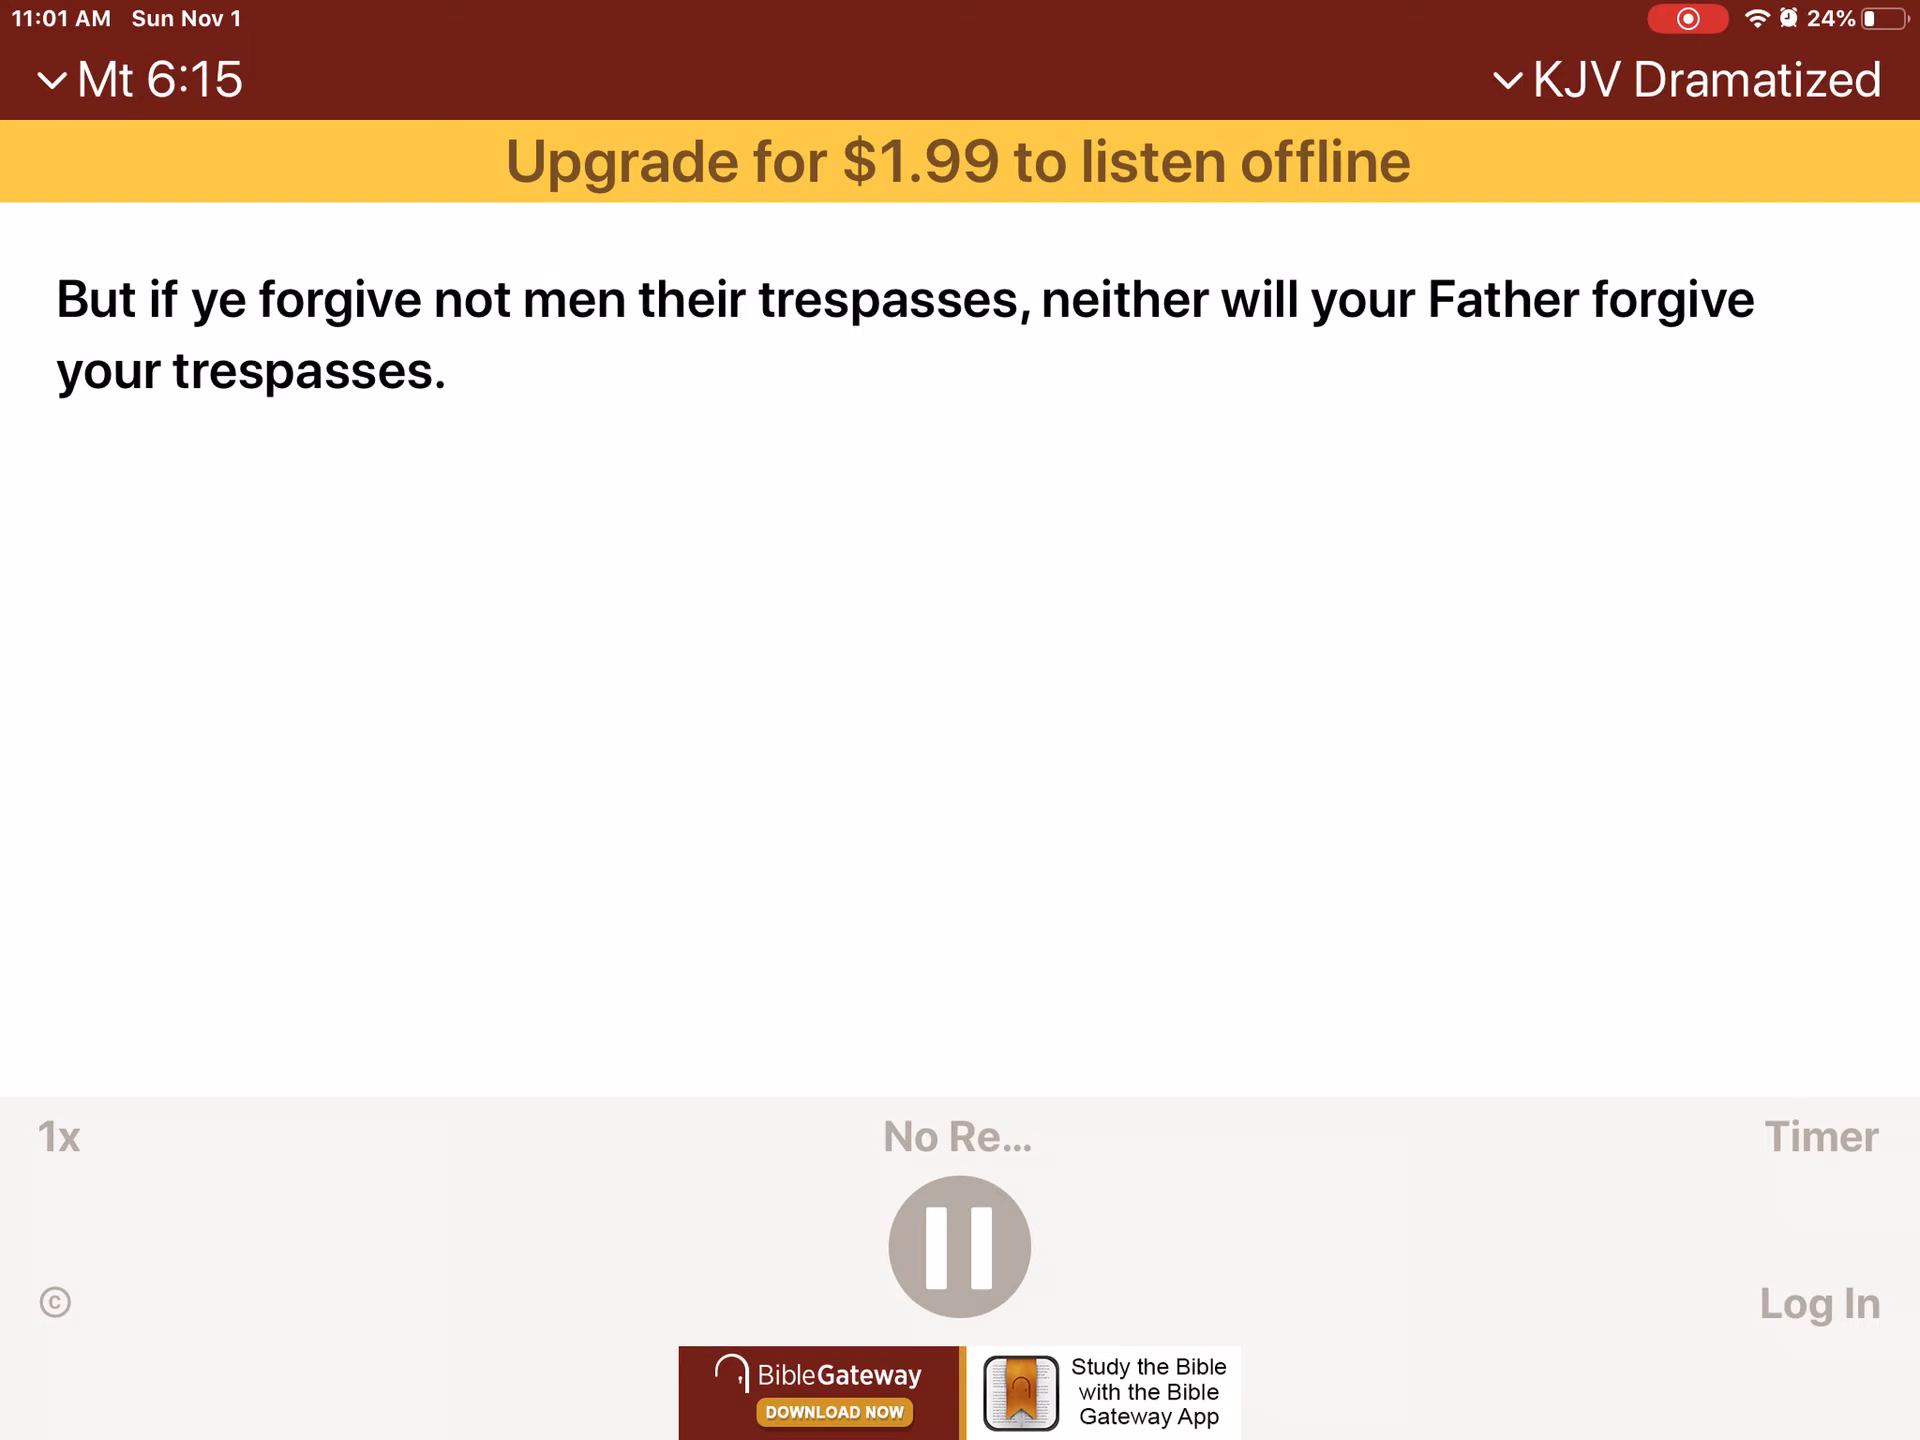 11:01 AM Sun Nov 1 24%
Mt 6:15 KJV Dramatized
Upgrade for $1.99 to listen offline
But if ye forgive not men their trespasses, neither will your Father forgive
your trespasses.
1x No Re... Timer
© Log In
BibleGateway
DOWNLOAD NOW
Study the Bible
with the Bible
Gateway App